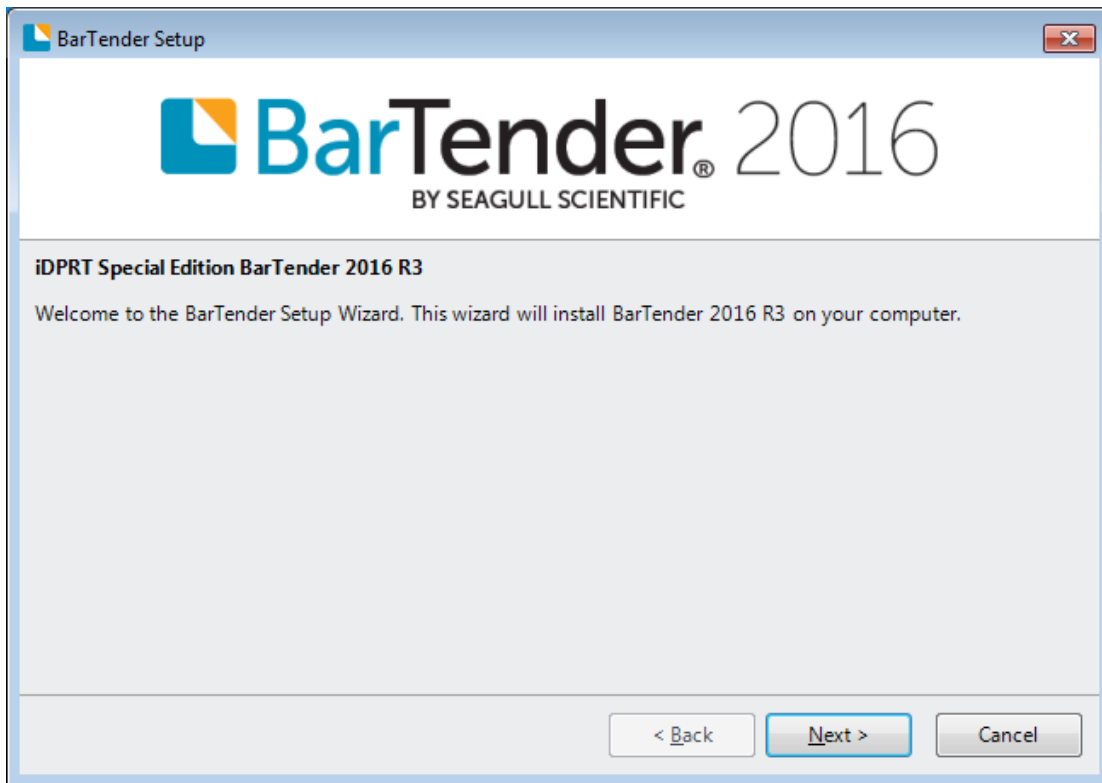 BarTender Setup
BarTender® 2016
BY SEAGULL SCIENTIFIC
iDPRT Special Edition BarTender 2016 R3
Welcome to the BarTender Setup Wizard. This wizard will install BarTender 2016 R3 on your computer.
< Back Next > Cancel